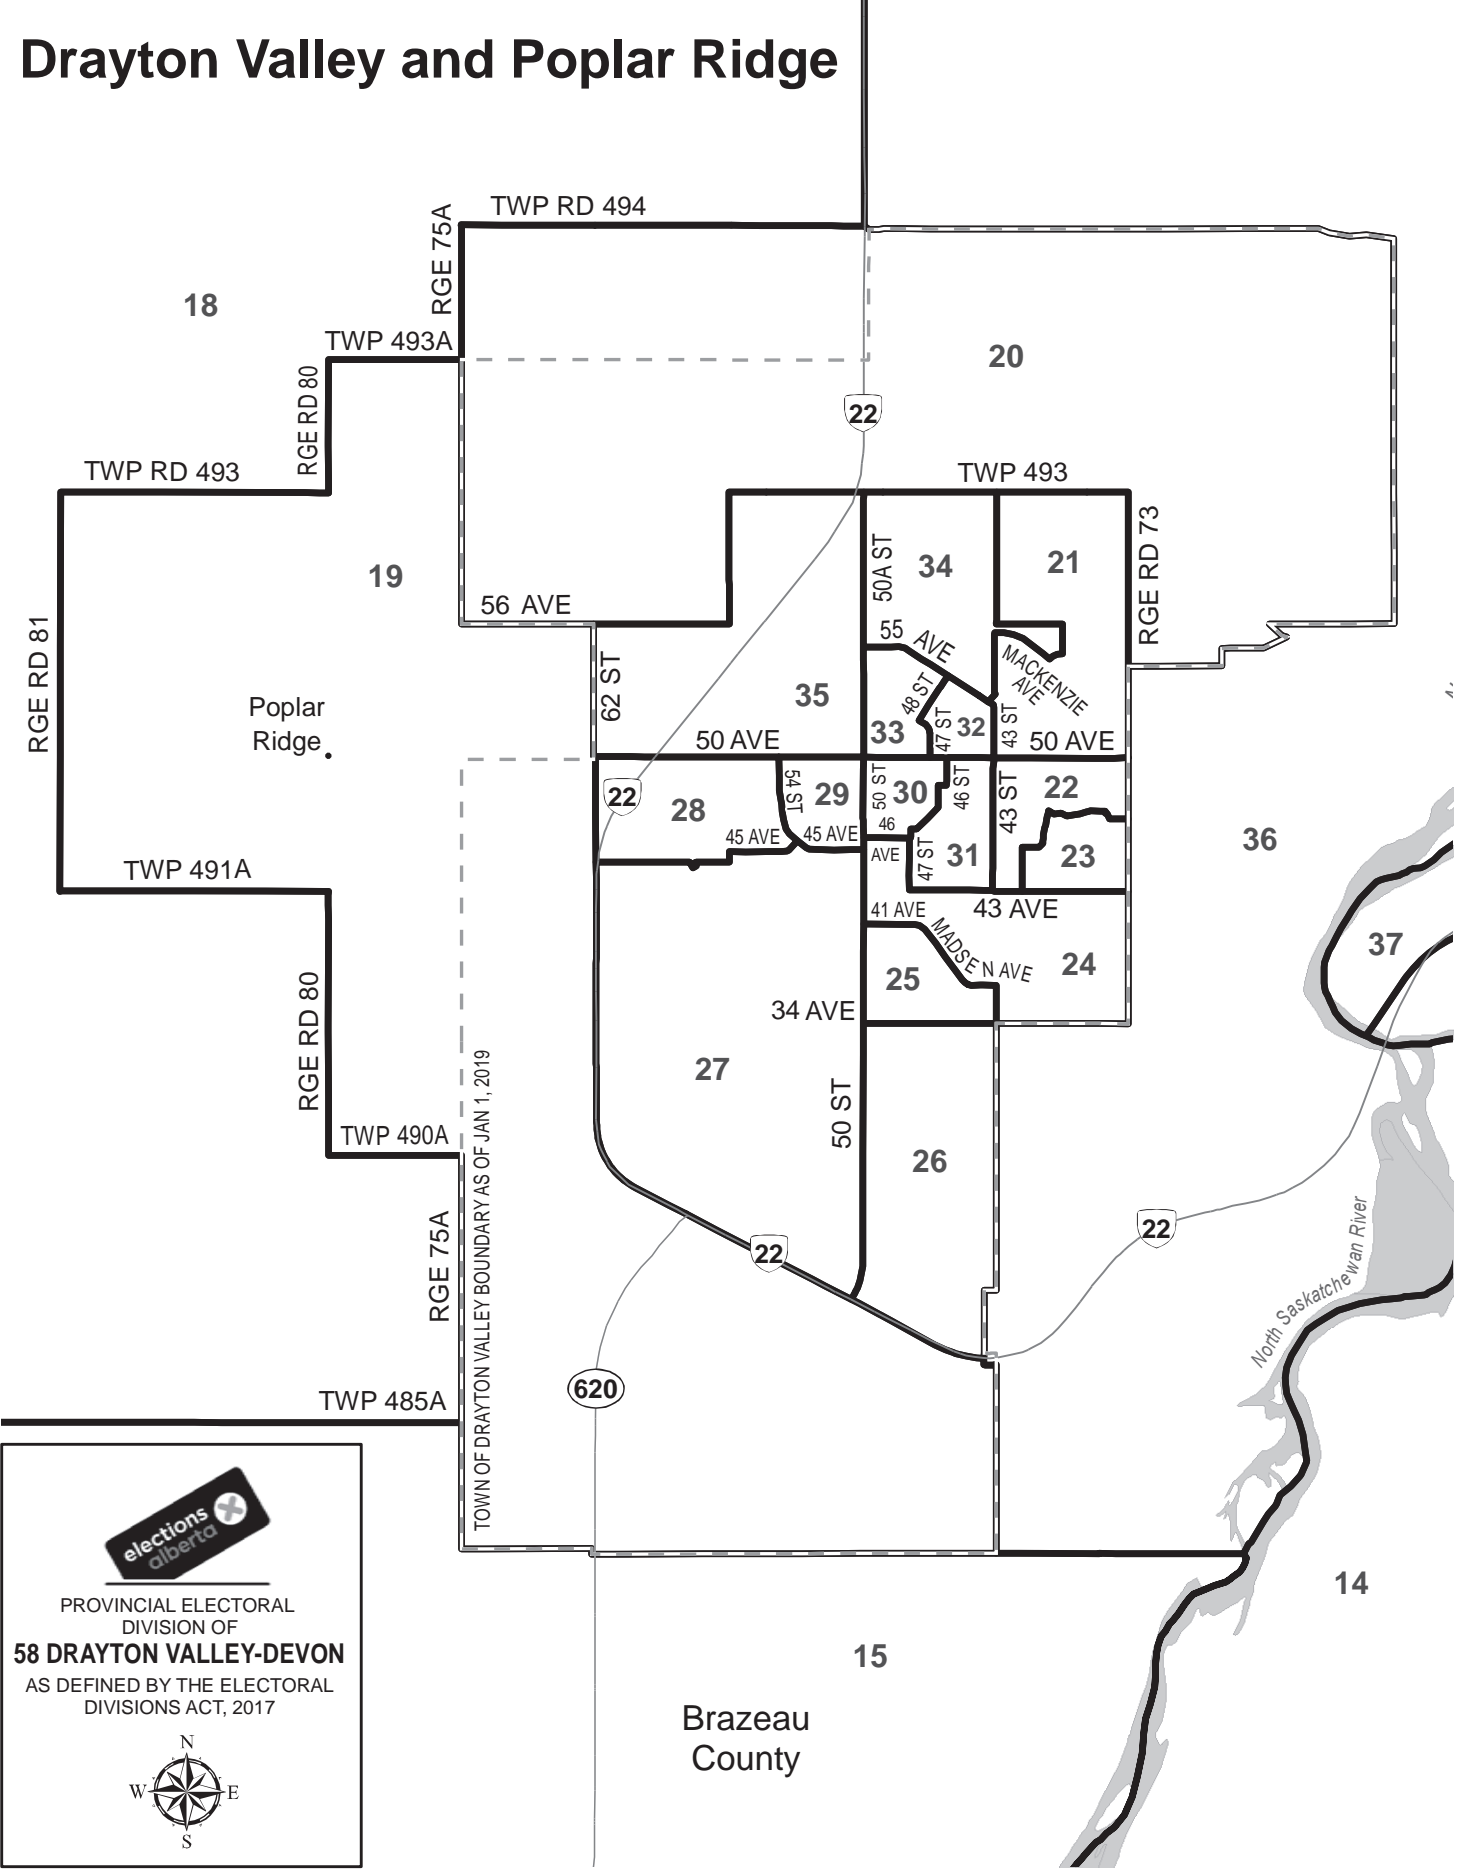 Drayton Valley and Poplar Ridge
TWP RD 494
RGE 75A
18
TWP 493A
20
RGE RD 80
22
TWP RD 493
TWP 493
RGE RD 73
50A ST
34
21
19
56 AVE
55 AVE
RGE RD 81
62 ST
MACKENZIE
AVE
48 ST
Poplar
Ridge
35
33
47 ST
32
43 ST
50 AVE
50 AVE
22
28
54 ST
29
50 ST
30
46 ST
43 ST
22
45 AVE
45 AVE
46
AVE
47 ST
31
23
36
TWP 491A
41 AVE
43 AVE
MADSEN AVE
37
25
24
RGE RD 80
34 AVE
27
TOWN OF DRAYTON VALLEY BOUNDARY AS OF JAN 1, 2019
50 ST
TWP 490A
26
RGE 75A
22
22
North Saskatchewan River
620
TWP 485A
elections
alberta
PROVINCIAL ELECTORAL
DIVISION OF
58 DRAYTON VALLEY-DEVON
AS DEFINED BY THE ELECTORAL
DIVISIONS ACT, 2017
N
W
E
S
14
15
Brazeau
County